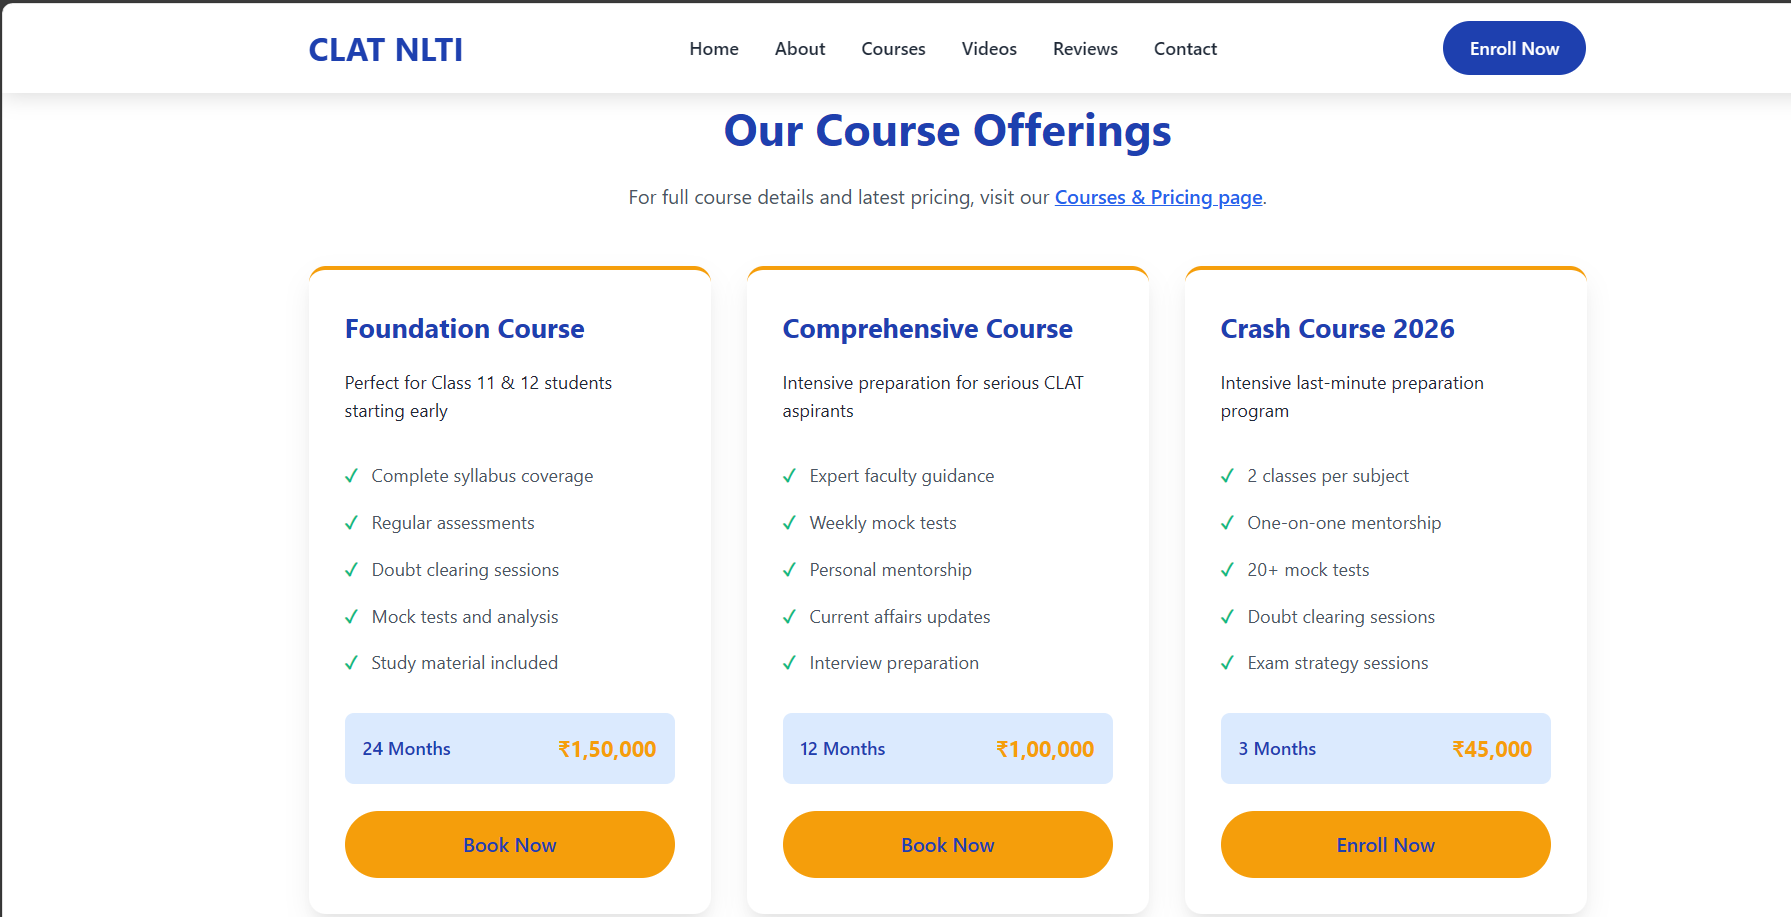 CLAT NLTI
Home About Courses Videos Reviews Contact
Enroll Now
Our Course Offerings
For full course details and latest pricing, visit our Courses & Pricing page.
Foundation Course
Perfect for Class 11 & 12 students
starting early
✓ Complete syllabus coverage
✓ Regular assessments
✓ Doubt clearing sessions
✓ Mock tests and analysis
✓ Study material included
24 Months ₹1,50,000
Book Now
Comprehensive Course
Intensive preparation for serious CLAT
aspirants
✓ Expert faculty guidance
✓ Weekly mock tests
✓ Personal mentorship
✓ Current affairs updates
✓ Interview preparation
12 Months ₹1,00,000
Book Now
Crash Course 2026
Intensive last-minute preparation
program
✓ 2 classes per subject
✓ One-on-one mentorship
✓ 20+ mock tests
✓ Doubt clearing sessions
✓ Exam strategy sessions
3 Months ₹45,000
Enroll Now